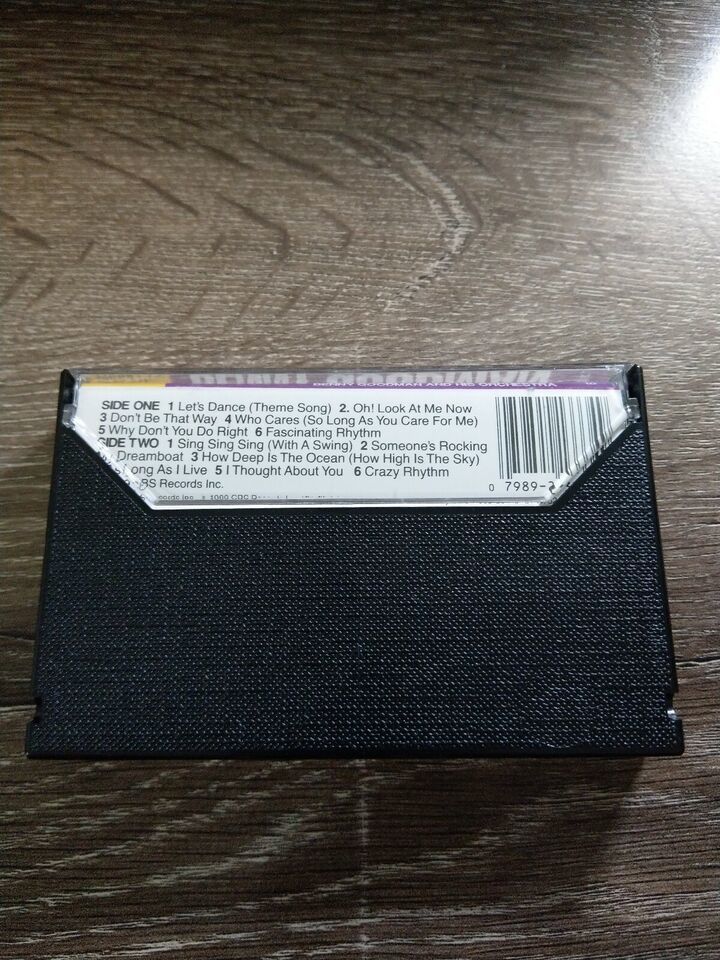 BENNY GOODMAN AND HIS ORCHESTRA
SIDE ONE 1 Let's Dance (Theme Song) 2. Oh! Look At Me Now
3 Don't Be That Way 4 Who Cares (So Long As You Care For Me)
5 Why Don't You Do Right 6 Fascinating Rhythm
SIDE TWO 1 Sing Sing Sing (With A Swing) 2 Someone's Rocking
Dreamboat 3 How Deep Is The Ocean (How High Is The Sky)
Long As I Live 5 I Thought About You 6 Crazy Rhythm
Records Inc.
0 7989-2